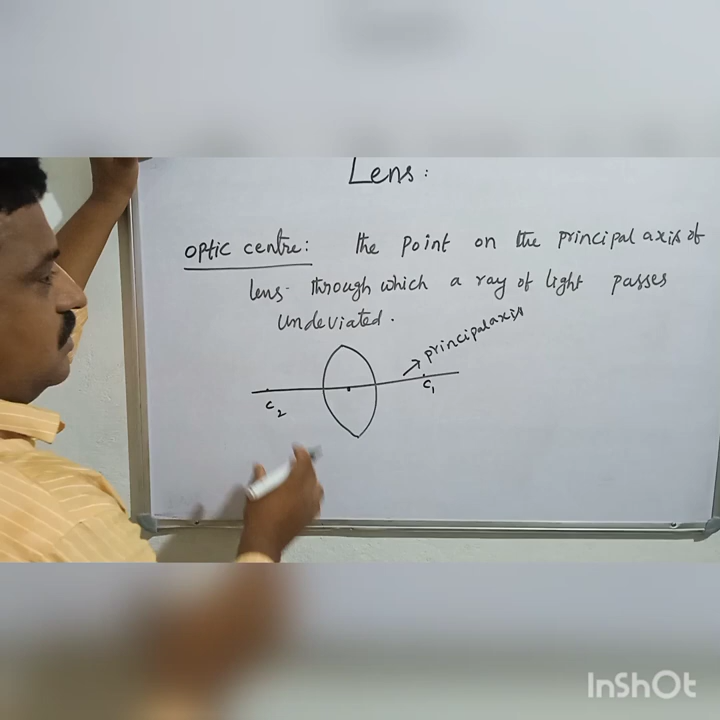 Lens:
optic centre: the point on the principal axis of
lens. through which a ray of light passes
undeviated.
principal axis
C2
C1
InShOt